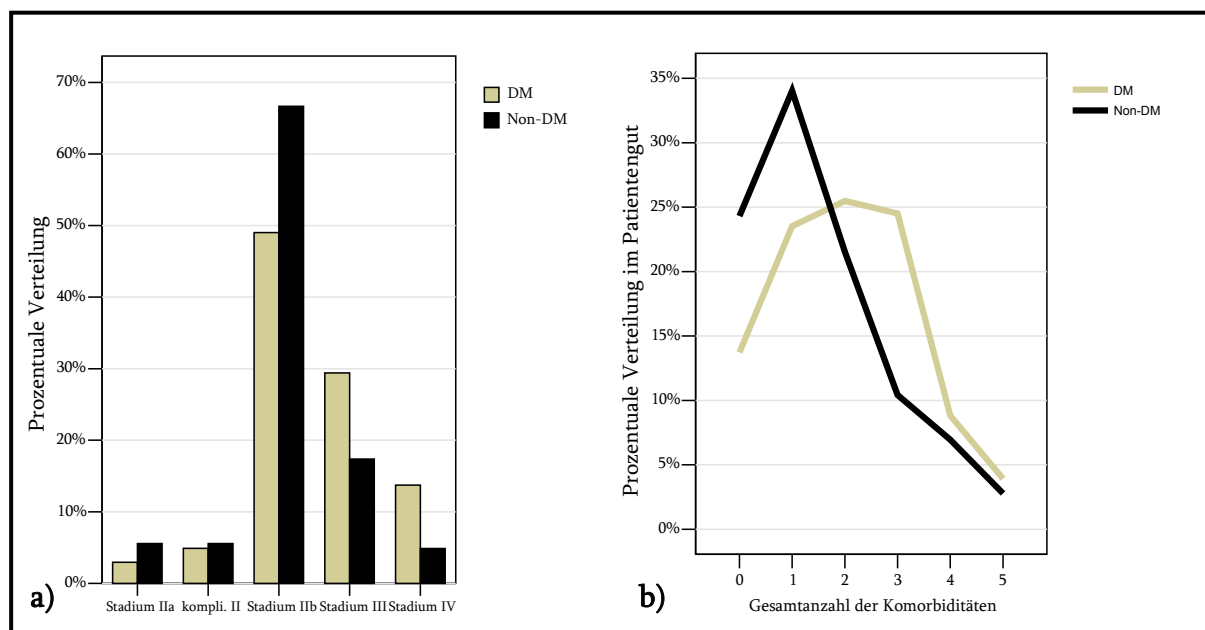 Prozentuale Verteilung
70%
60%
50%
40%
30%
20%
10%
0%
Stadium IIa kompli. II Stadium IIb Stadium III Stadium IV
DM
Non-DM
a)
Prozentuale Verteilung im Patientengut
35%
30%
25%
20%
15%
10%
5%
0%
0 1 2 3 4 5
Gesamtanzahl der Komorbiditäten
DM
Non-DM
b)